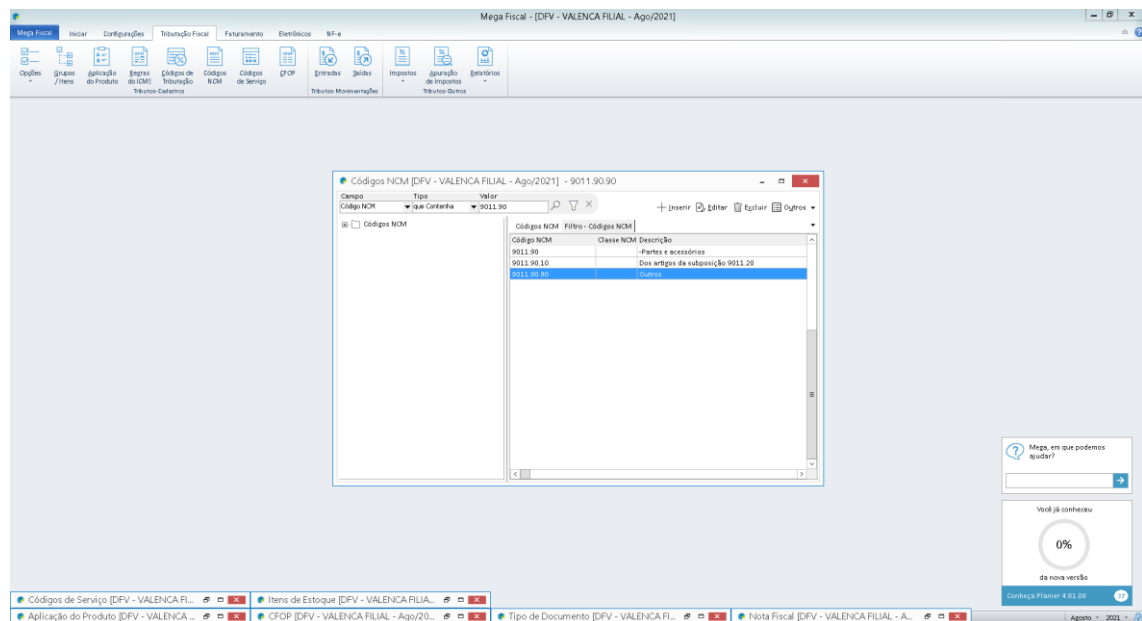 Mega Fiscal - [DFV - VALENCA FILIAL - Ago/2021]
Mega Fiscal Iniciar Configurações Tributação Fiscal Faturamento Eletrônicos NF-e
Opções Grupos / Itens Aplicação do Produto Regras do ICMS Códigos de Tributação Códigos NCM Códigos de Serviço CFOP Entradas Saídas Impostos Apuração de Impostos Relatórios
Tributos-Cadastros Tributos-Movimentações Tributos-Outros
Códigos NCM [DFV - VALENCA FILIAL - Ago/2021] - 9011.90.90
Campo Tipo Valor
Código NCM que Contenha 9011.90
Inserir Editar Excluir Outros
Códigos NCM
Códigos NCM Filtro - Códigos NCM
Código NCM Classe NCM Descrição
9011.90 -Partes e acessórios
9011.90.10 Dos artigos da subposição 9011.20
9011.90.90 Outros
Mega, em que podemos
ajudar?
Você já conheceu
0%
da nova versão
Conheça Planier 4.81.00 37
Códigos de Serviço [DFV - VALENCA FI... Itens de Estoque [DFV - VALENCA FILIA...
Aplicação do Produto [DFV - VALENCA ... CFOP [DFV - VALENCA FILIAL - Ago/20... Tipo de Documento [DFV - VALENCA FI... Nota Fiscal [DFV - VALENCA FILIAL - A...
Agosto - 2021